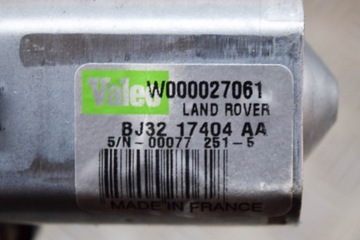 Valeo W000027061
LAND ROVER
BJ32 17404 AA
S/N-00077 251-5
MADE IN FRANCE